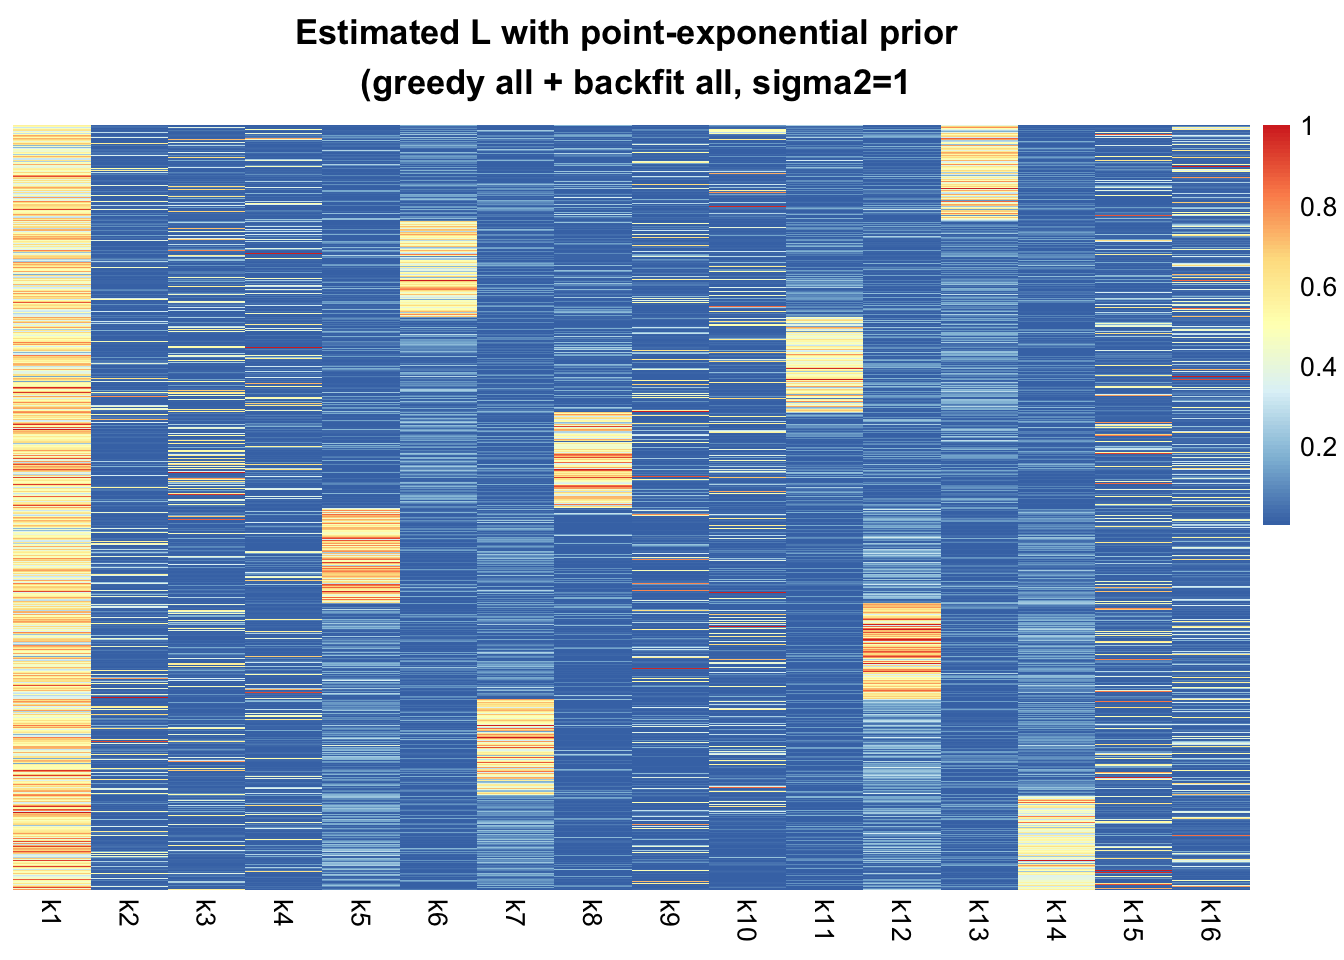 Estimated L with point-exponential prior
(greedy all + backfit all, sigma2=1
1
0.8
0.6
0.4
0.2
k1
k2
k3
k4
k5
k6
k7
k8
k9
k10
k11
k12
k13
k14
k15
k16